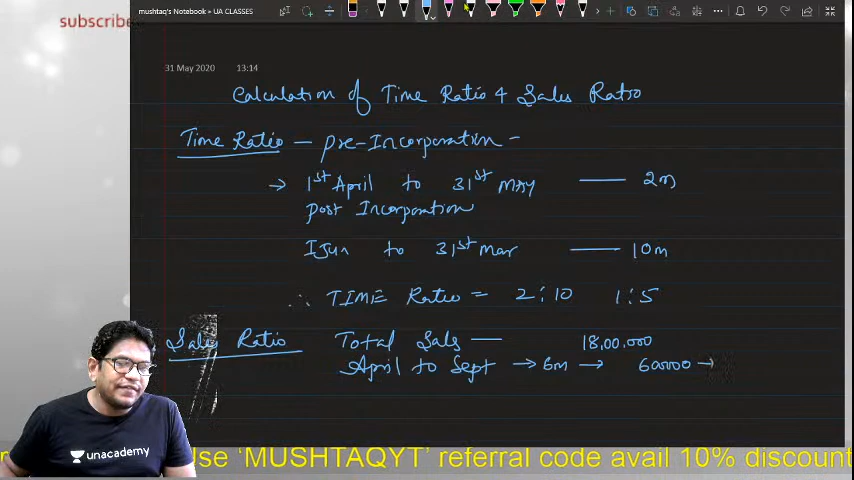 subscribe
mushtaq's Notebook » UA CLASSES
31 May 2020 13:14
Calculation of Time Ratio & Sales Ratio
Time Ratio — pre-Incorporation -
→ 1st April to 31st MAY — 2m
post Incorporation
1Jun to 31st Mar — 10m
∴ TIME Ratio = 2:10 1:5
Sales Ratio Total Sals — 18,00,000
April to Sept → 6m → 600000 →
unacademy
Use 'MUSHTAQYT' referral code avail 10% discount